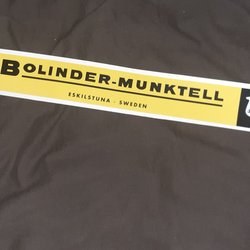 BOLINDER-MUNKTELL
ESKILSTUNA - SWEDEN